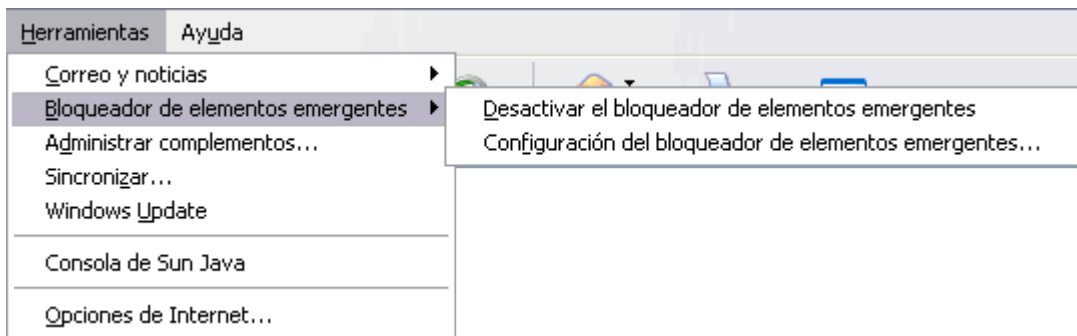 Herramientas Ayuda
Correo y noticias
Bloqueador de elementos emergentes
Desactivar el bloqueador de elementos emergentes
Administrar complementos...
Configuración del bloqueador de elementos emergentes...
Sincronizar...
Windows Update
Consola de Sun Java
Opciones de Internet...